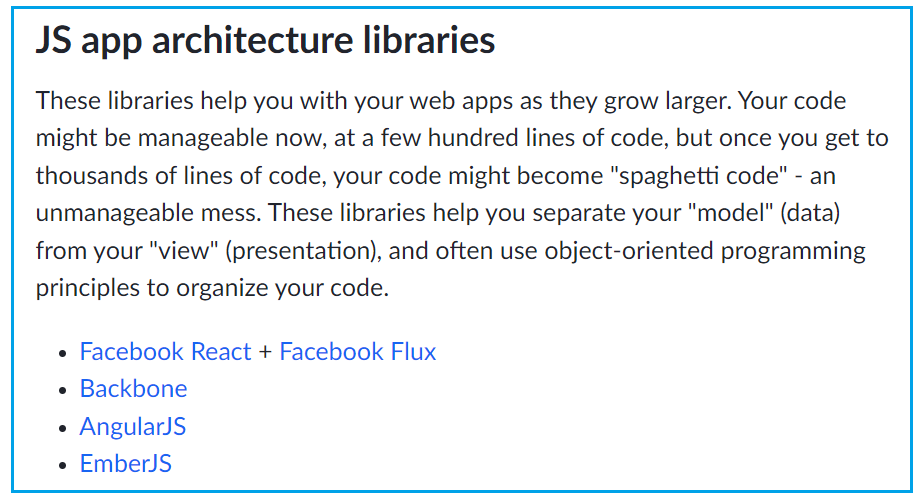 JS app architecture libraries
These libraries help you with your web apps as they grow larger. Your code
might be manageable now, at a few hundred lines of code, but once you get to
thousands of lines of code, your code might become "spaghetti code" - an
unmanageable mess. These libraries help you separate your "model" (data)
from your "view" (presentation), and often use object-oriented programming
principles to organize your code.
• Facebook React + Facebook Flux
• Backbone
• AngularJS
• EmberJS